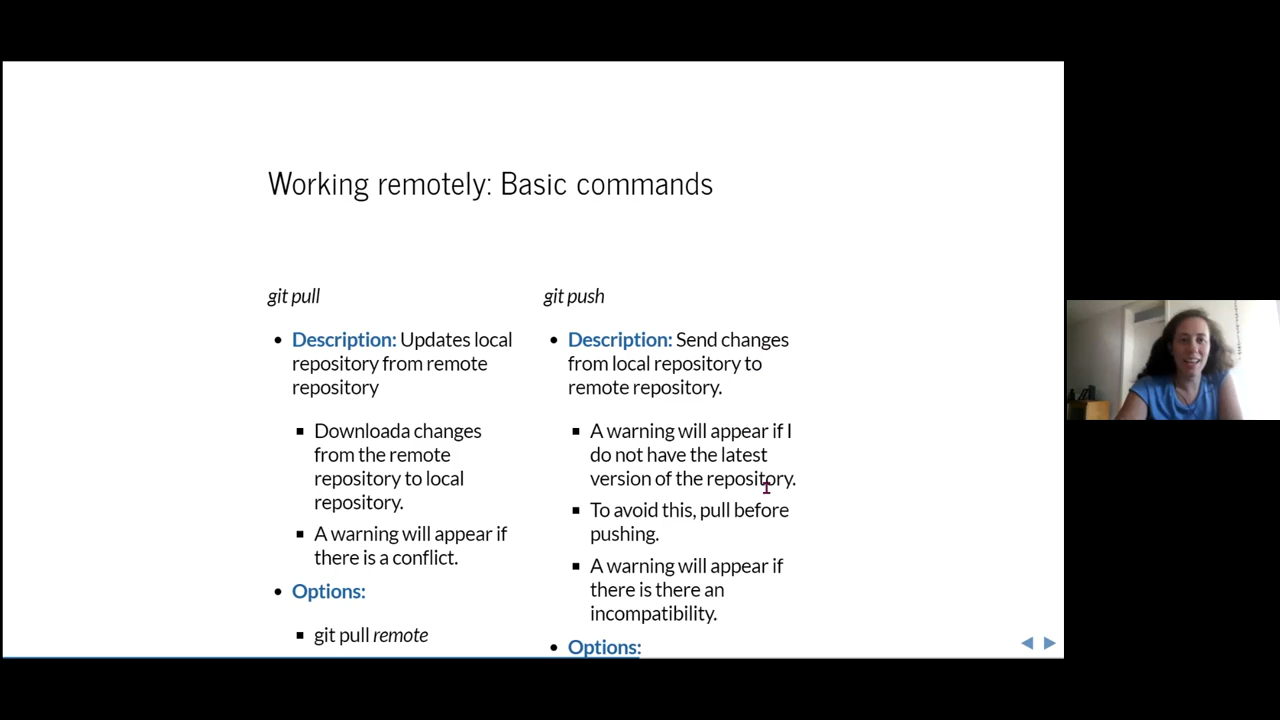 Working remotely: Basic commands
git pull
Description: Updates local
repository from remote
repository
Downloada changes
from the remote
repository to local
repository.
A warning will appear if
there is a conflict.
Options:
git pull remote
git push
Description: Send changes
from local repository to
remote repository.
A warning will appear if I
do not have the latest
version of the repository.
To avoid this, pull before
pushing.
A warning will appear if
there is there an
incompatibility.
Options: